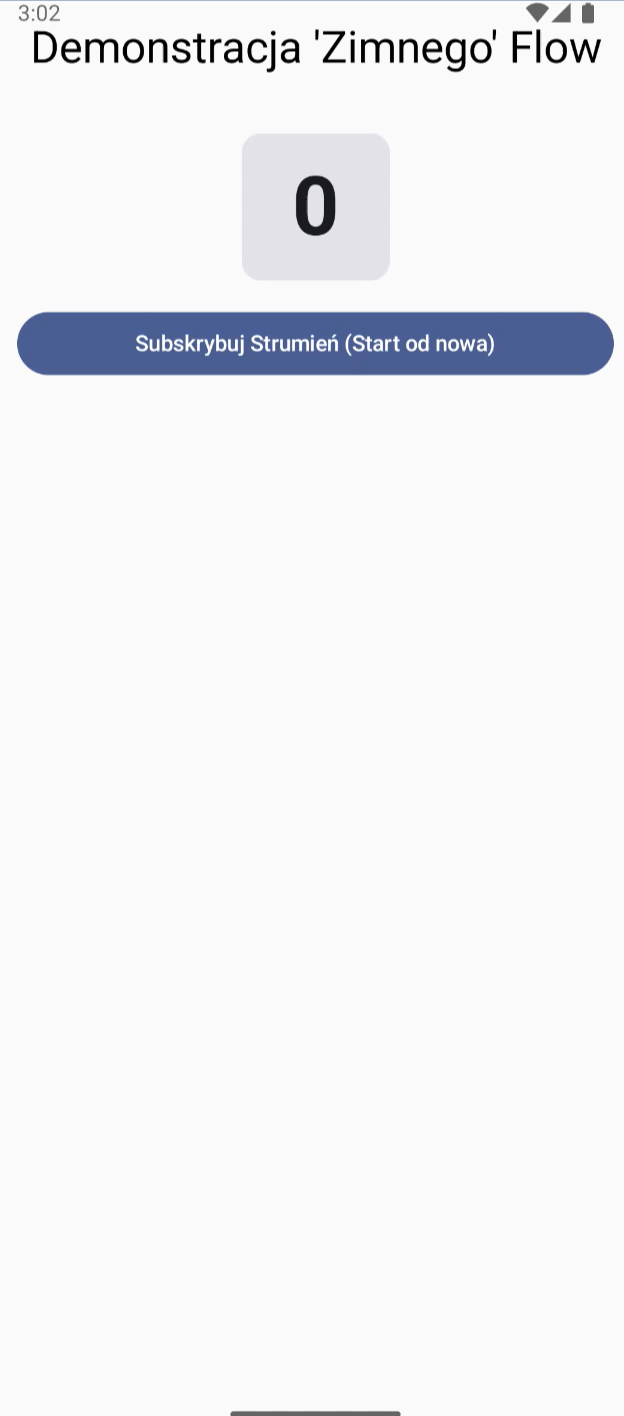 3:02
Demonstracja 'Zimnego' Flow
0
Subskrybuj Strumień (Start od nowa)